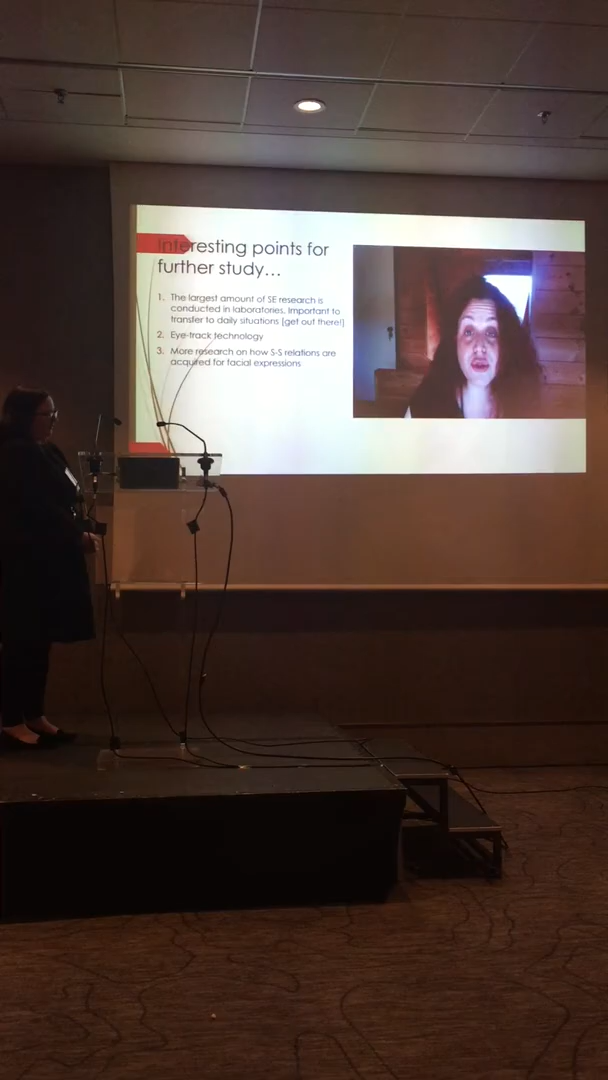 Interesting points for
further study…
1. The largest amount of SE research is
conducted in laboratories. Important to
transfer to daily situations [get out there!]
2. Eye-track technology
3. More research on how S-S relations are
acquired for facial expressions